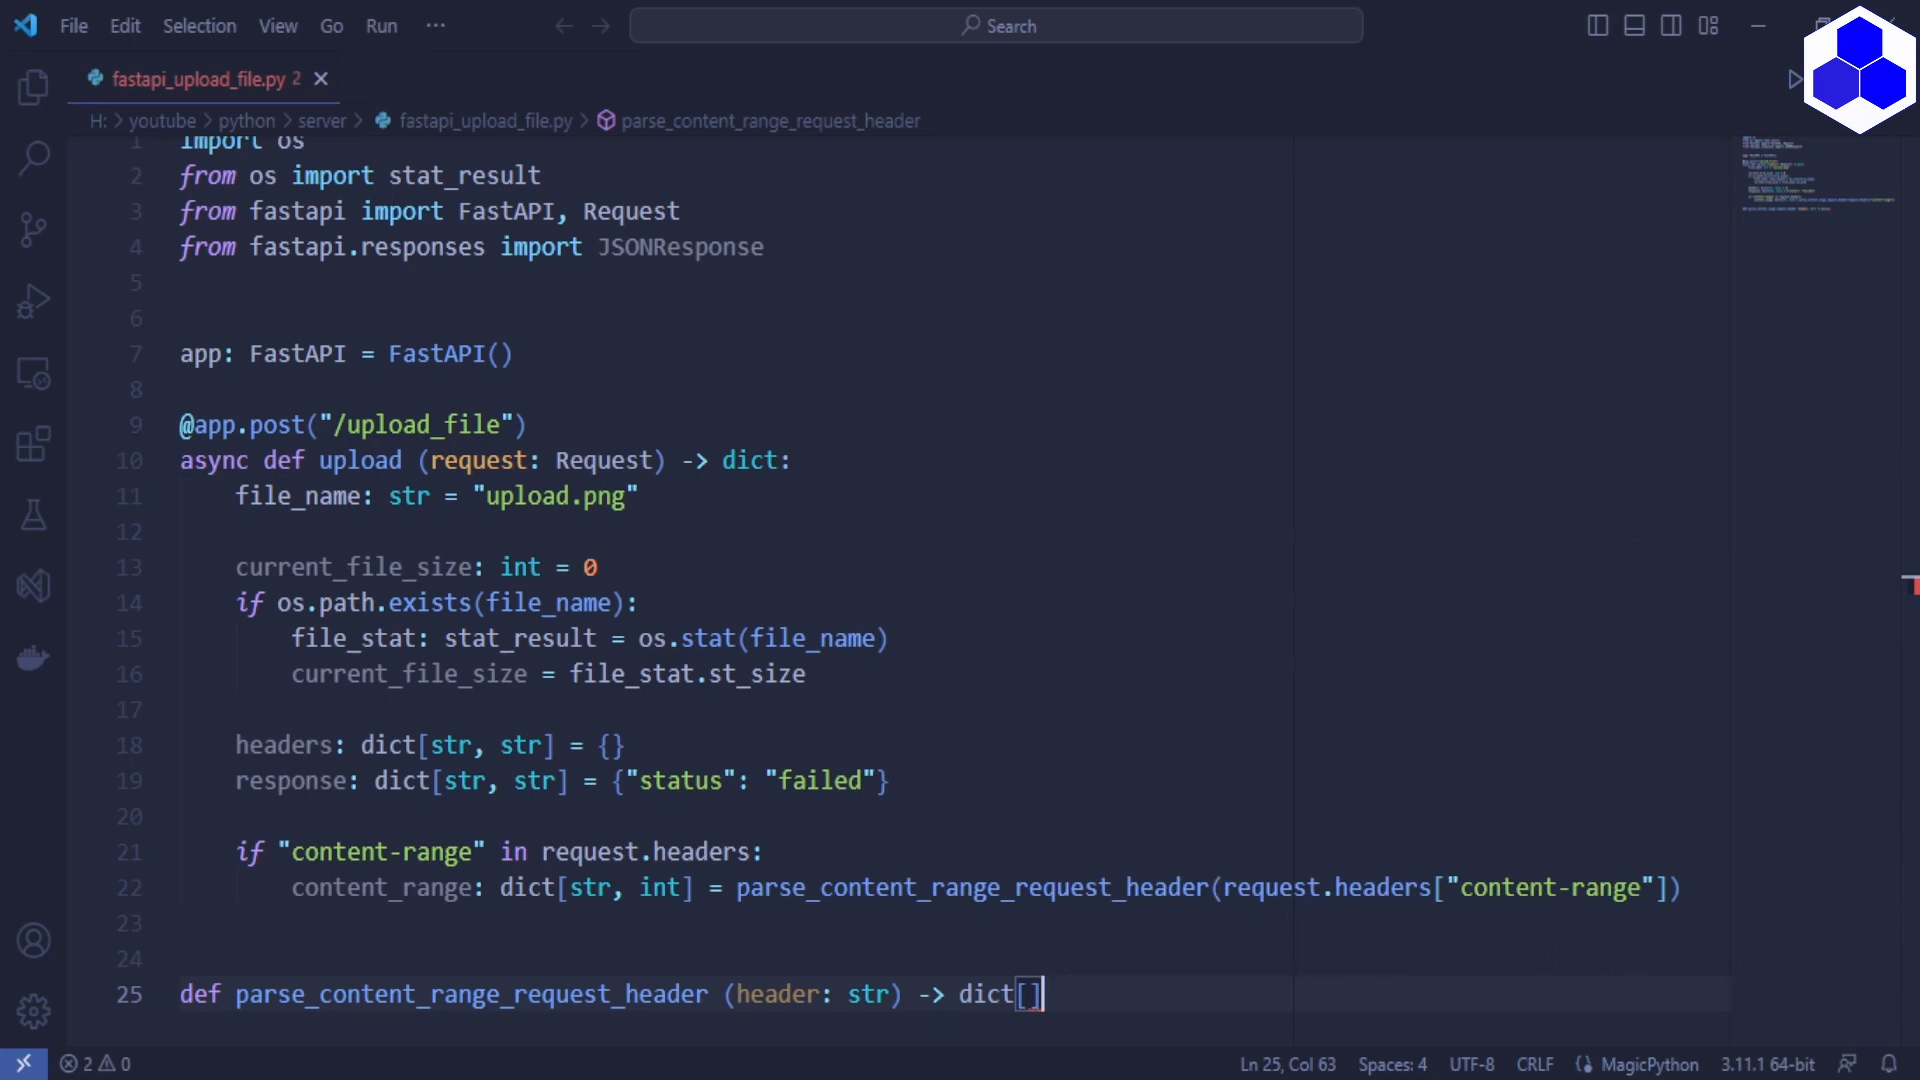 File Edit Selection View Go Run ··· Search
fastapi_upload_file.py 2
H: > youtube > python > server > fastapi_upload_file.py > parse_content_range_request_header
1 import os
2 from os import stat_result
3 from fastapi import FastAPI, Request
4 from fastapi.responses import JSONResponse
5
6
7 app: FastAPI = FastAPI()
8
9 @app.post("/upload_file")
10 async def upload (request: Request) -> dict:
11 file_name: str = "upload.png"
12
13 current_file_size: int = 0
14 if os.path.exists(file_name):
15 file_stat: stat_result = os.stat(file_name)
16 current_file_size = file_stat.st_size
17
18 headers: dict[str, str] = {}
19 response: dict[str, str] = {"status": "failed"}
20
21 if "content-range" in request.headers:
22 content_range: dict[str, int] = parse_content_range_request_header(request.headers["content-range"])
23
24
25 def parse_content_range_request_header (header: str) -> dict[]
2 0 Ln 25, Col 63 Spaces: 4 UTF-8 CRLF MagicPython 3.11.1 64-bit